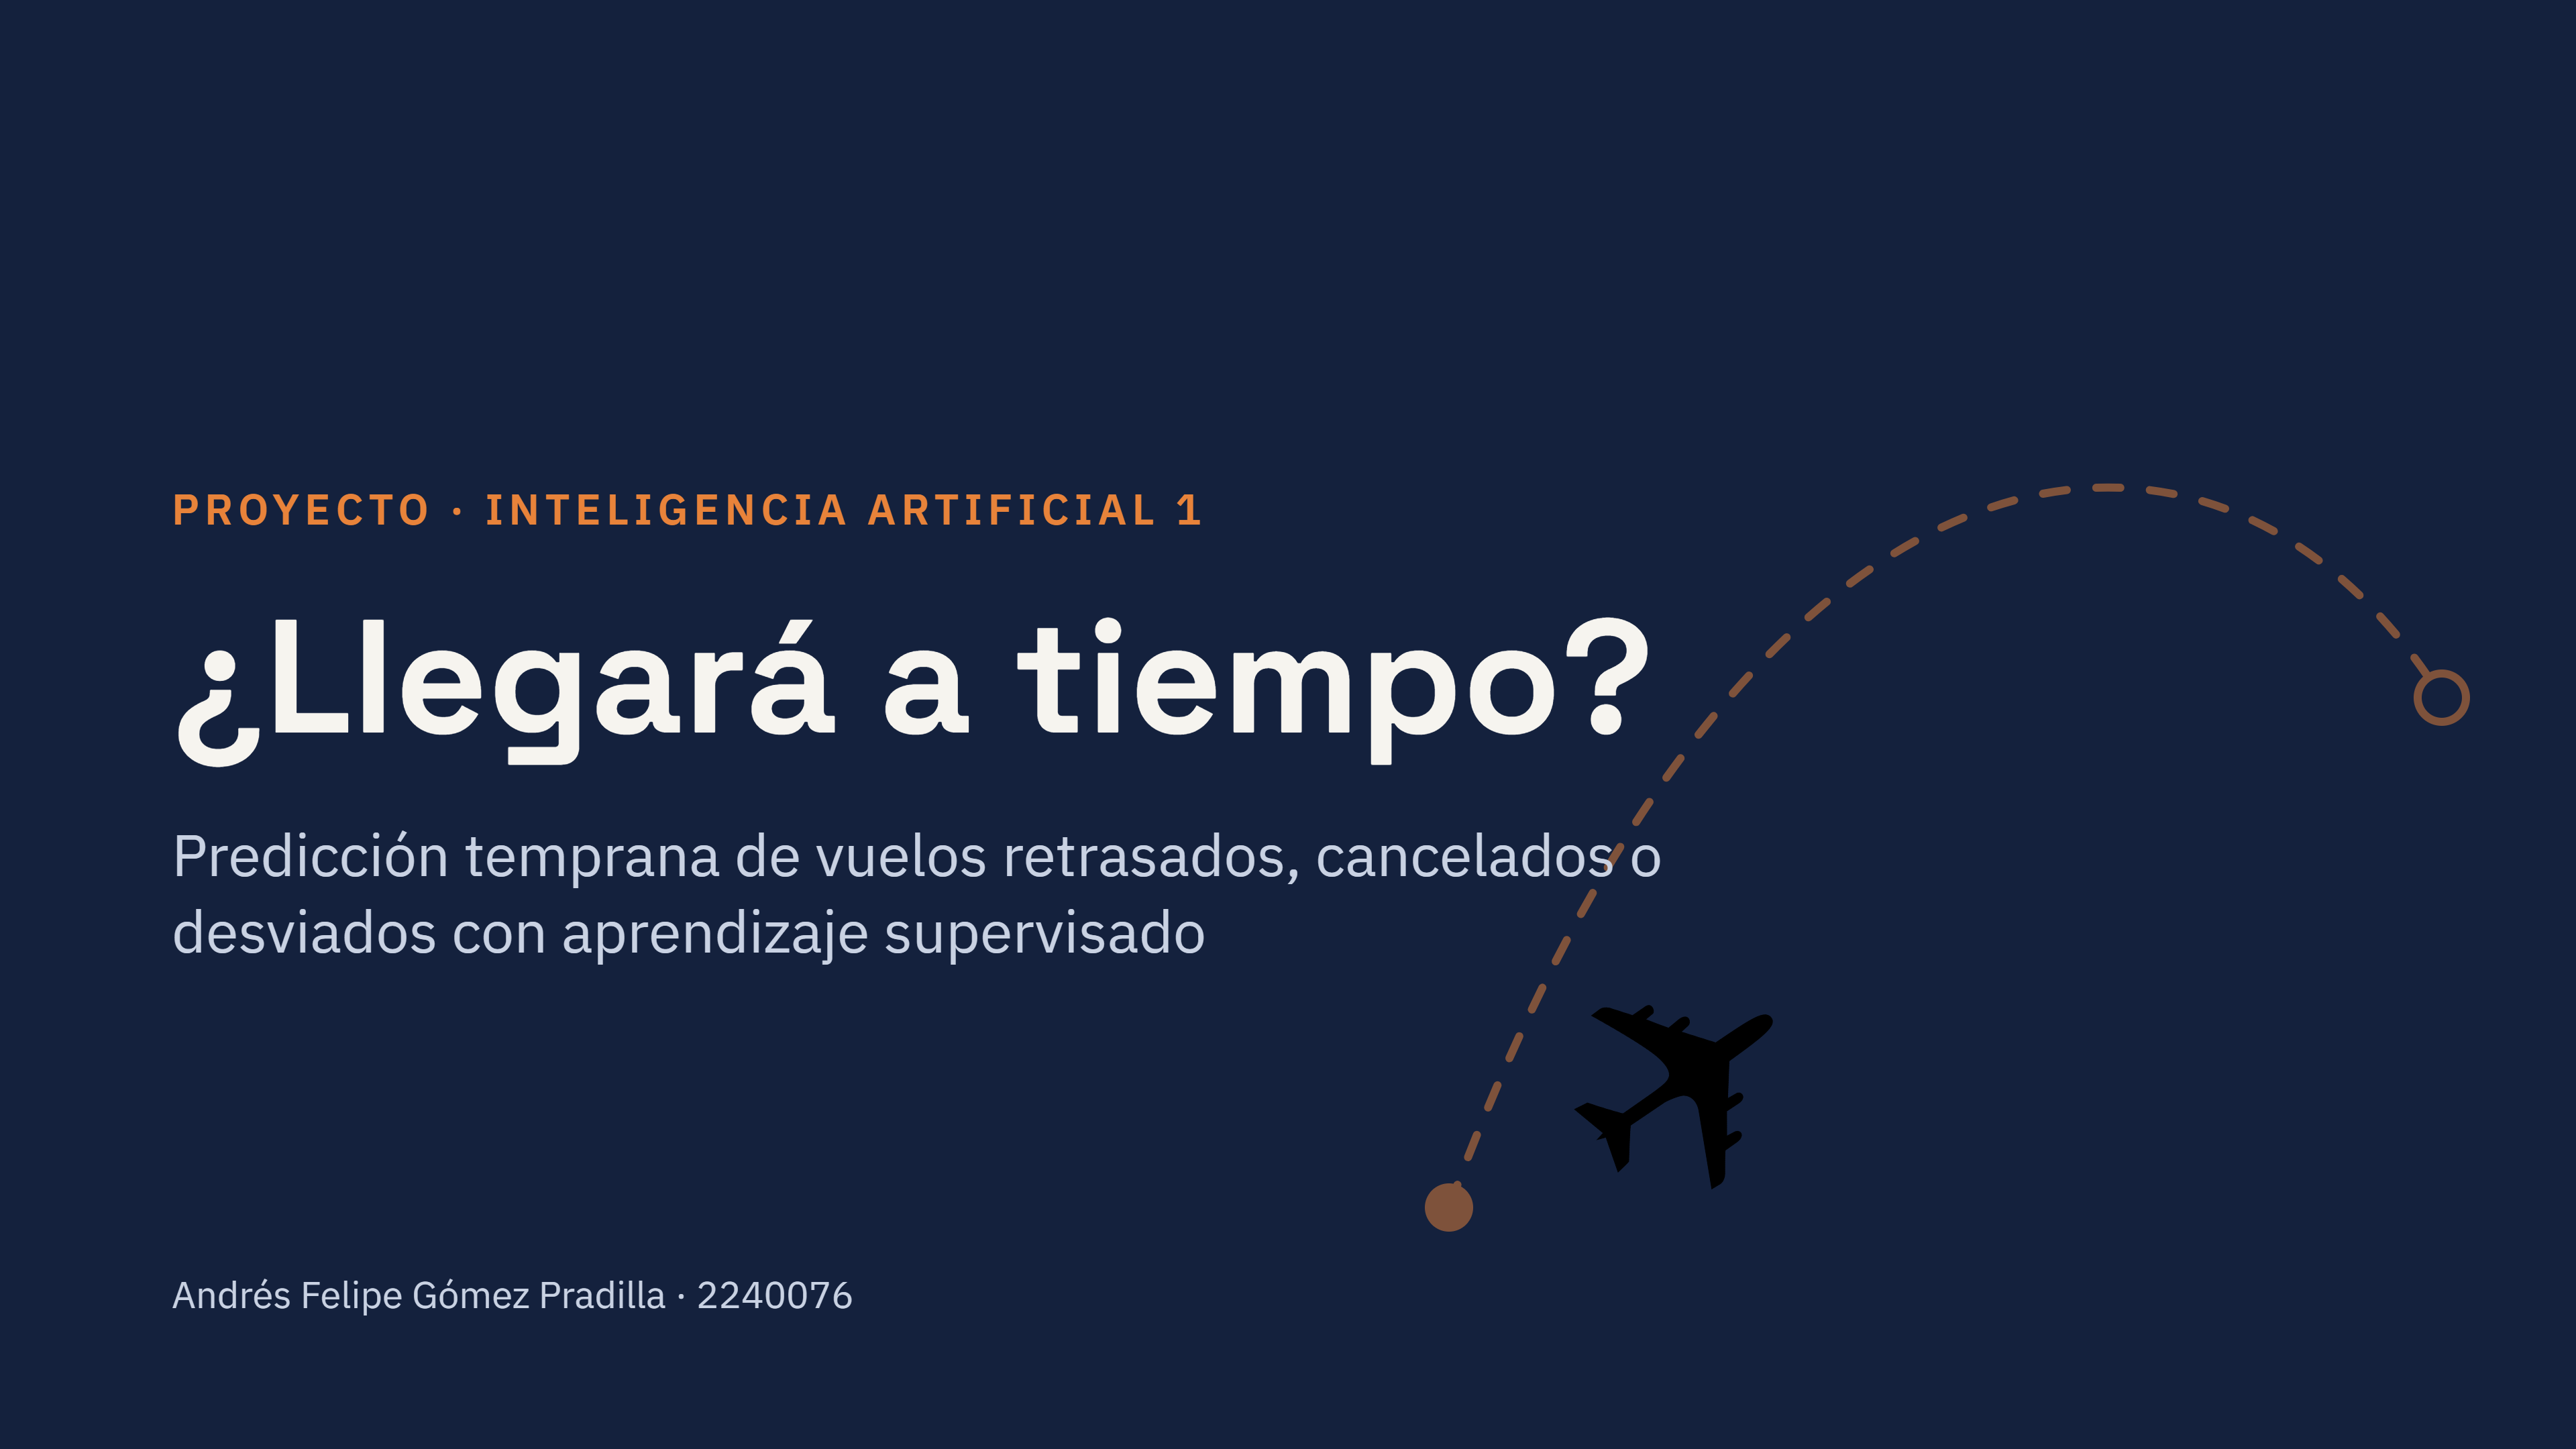 PROYECTO · INTELIGENCIA ARTIFICIAL 1
¿Llegará a tiempo?
Predicción temprana de vuelos retrasados, cancelados o
desviados con aprendizaje supervisado
Andrés Felipe Gómez Pradilla · 2240076